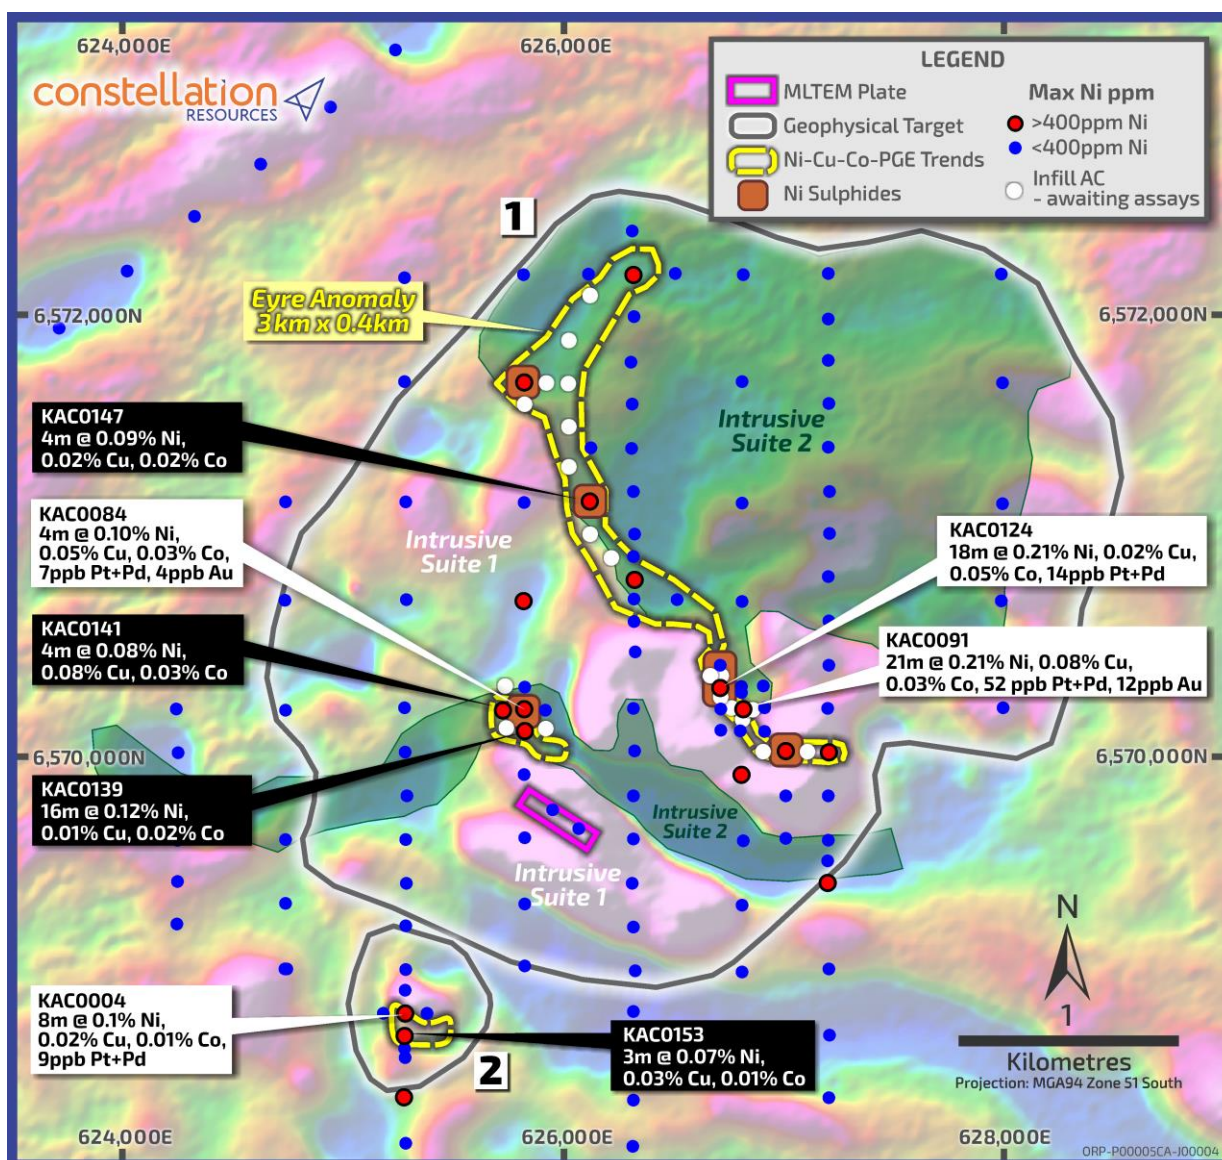 624,000E
626,000E
constellation
RESOURCES
LEGEND
MLTEM Plate
Geophysical Target
Ni-Cu-Co-PGE Trends
Ni Sulphides
Max Ni ppm
>400ppm Ni
<400ppm Ni
Infill AC
- awaiting assays
1
Eyre Anomaly
3km x 0.4km
6,572,000N
6,572,000N
KAC0147
4m @ 0.09% Ni,
0.02% Cu, 0.02% Co
Intrusive
Suite 2
KAC0084
4m @ 0.10% Ni,
0.05% Cu, 0.03% Co,
7ppb Pt+Pd, 4ppb Au
Intrusive
Suite 1
KAC0124
18m @ 0.21% Ni, 0.02% Cu,
0.05% Co, 14ppb Pt+Pd
KAC0141
4m @ 0.08% Ni,
0.08% Cu, 0.03% Co
KAC0091
21m @ 0.21% Ni, 0.08% Cu,
0.03% Co, 52 ppb Pt+Pd, 12ppb Au
6,570,000N
6,570,000N
KAC0139
16m @ 0.12% Ni,
0.01% Cu, 0.02% Co
Intrusive
Suite 2
Intrusive
Suite 1
N
KAC0004
8m @ 0.1% Ni,
0.02% Cu, 0.01% Co,
9ppb Pt+Pd
2
KAC0153
3m @ 0.07% Ni,
0.03% Cu, 0.01% Co
1
Kilometres
Projection: MGA94 Zone 51 South
624,000E
626,000E
628,000E
ORP-P00005CA-J00004